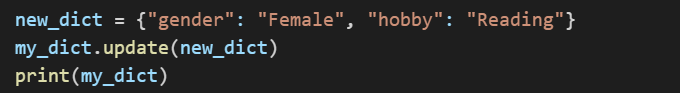 new_dict = {"gender": "Female", "hobby": "Reading"}
my_dict.update(new_dict)
print(my_dict)